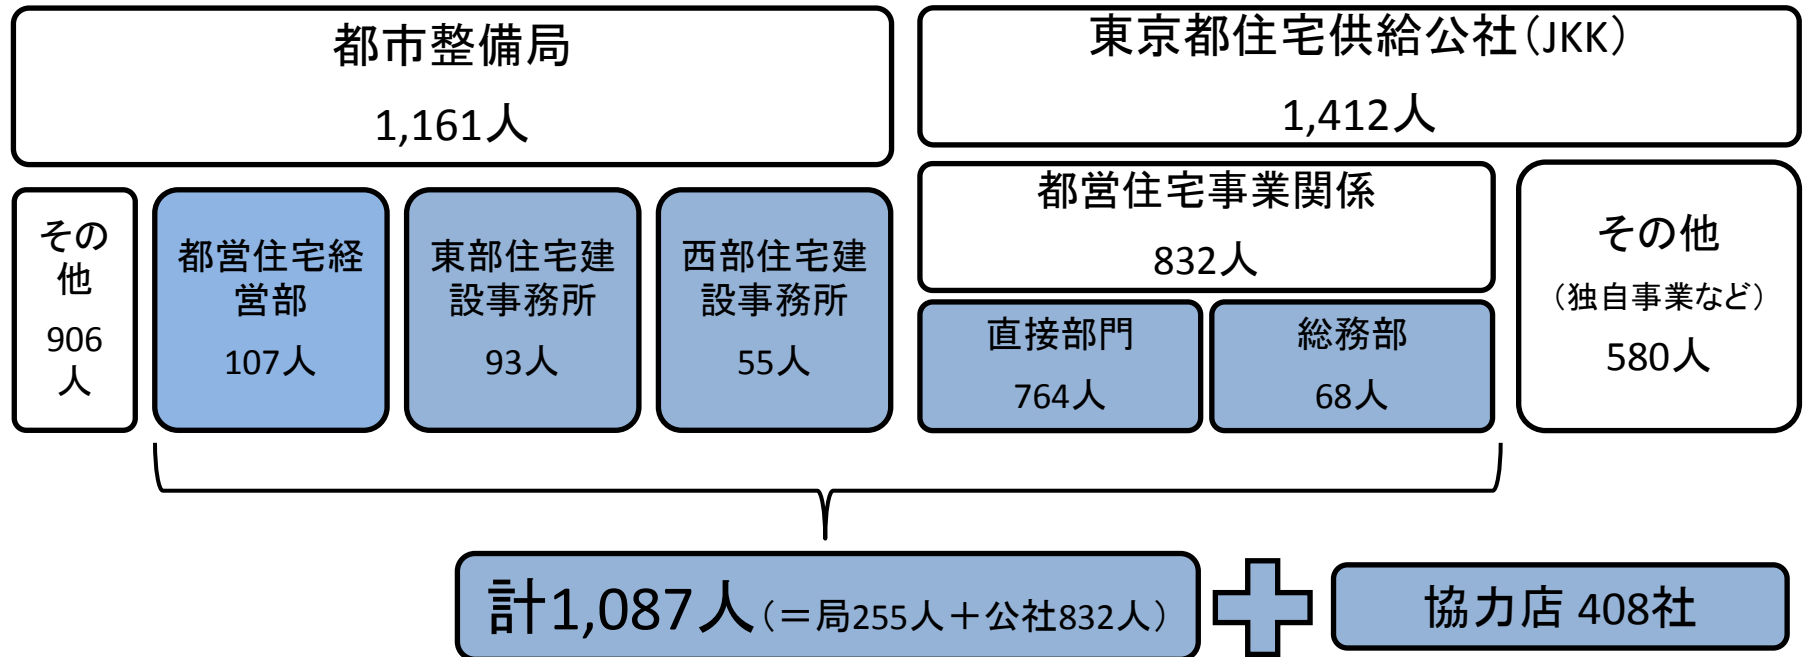 都市整備局
1,161人
東京都住宅供給公社（JKK）
1,412人
その
他
906
人
都営住宅経
営部
107人
東部住宅建
設事務所
93人
西部住宅建
設事務所
55人
都営住宅事業関係
832人
直接部門
764人
総務部
68人
その他
（独自事業など）
580人
計1,087人（＝局255人＋公社832人）
協力店 408社